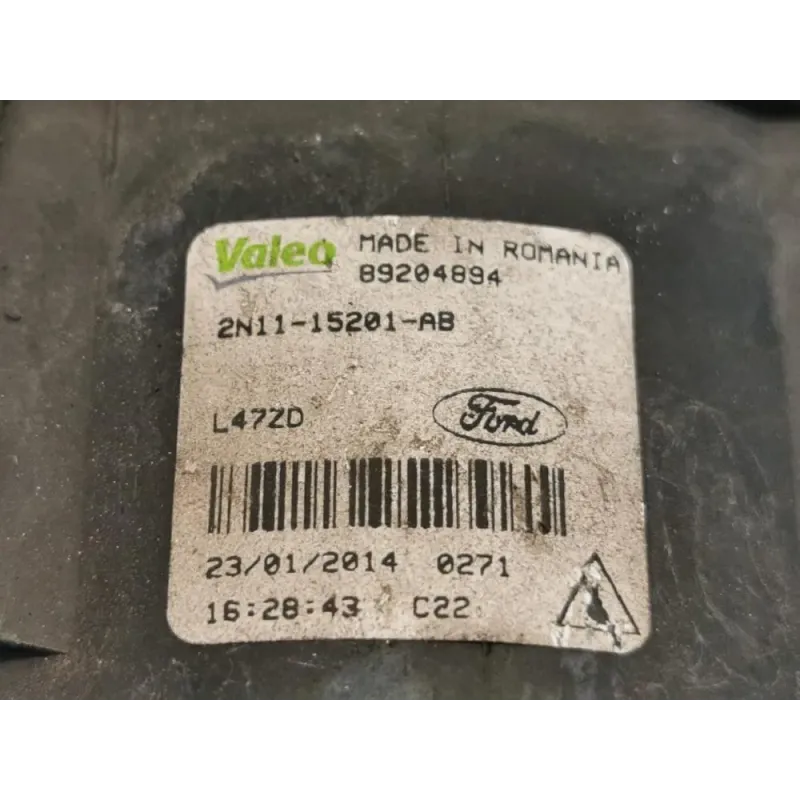 Valeo MADE IN ROMANIA
89204894
2N11-15201-AB
L47ZD Ford
23/01/2014 0271
16:28:43 C22